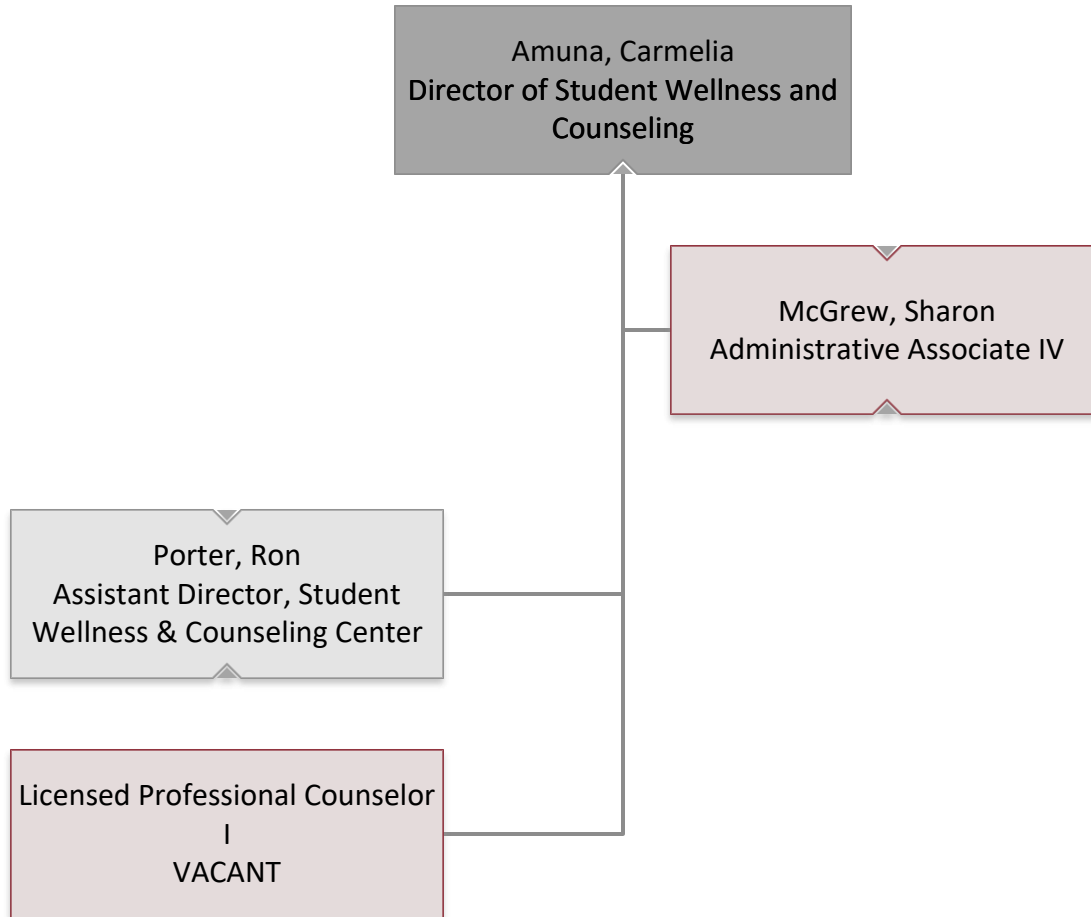 Amuna, Carmelia
Director of Student Wellness and
Counseling
McGrew, Sharon
Administrative Associate IV
Porter, Ron
Assistant Director, Student
Wellness & Counseling Center
Licensed Professional Counselor
I
VACANT